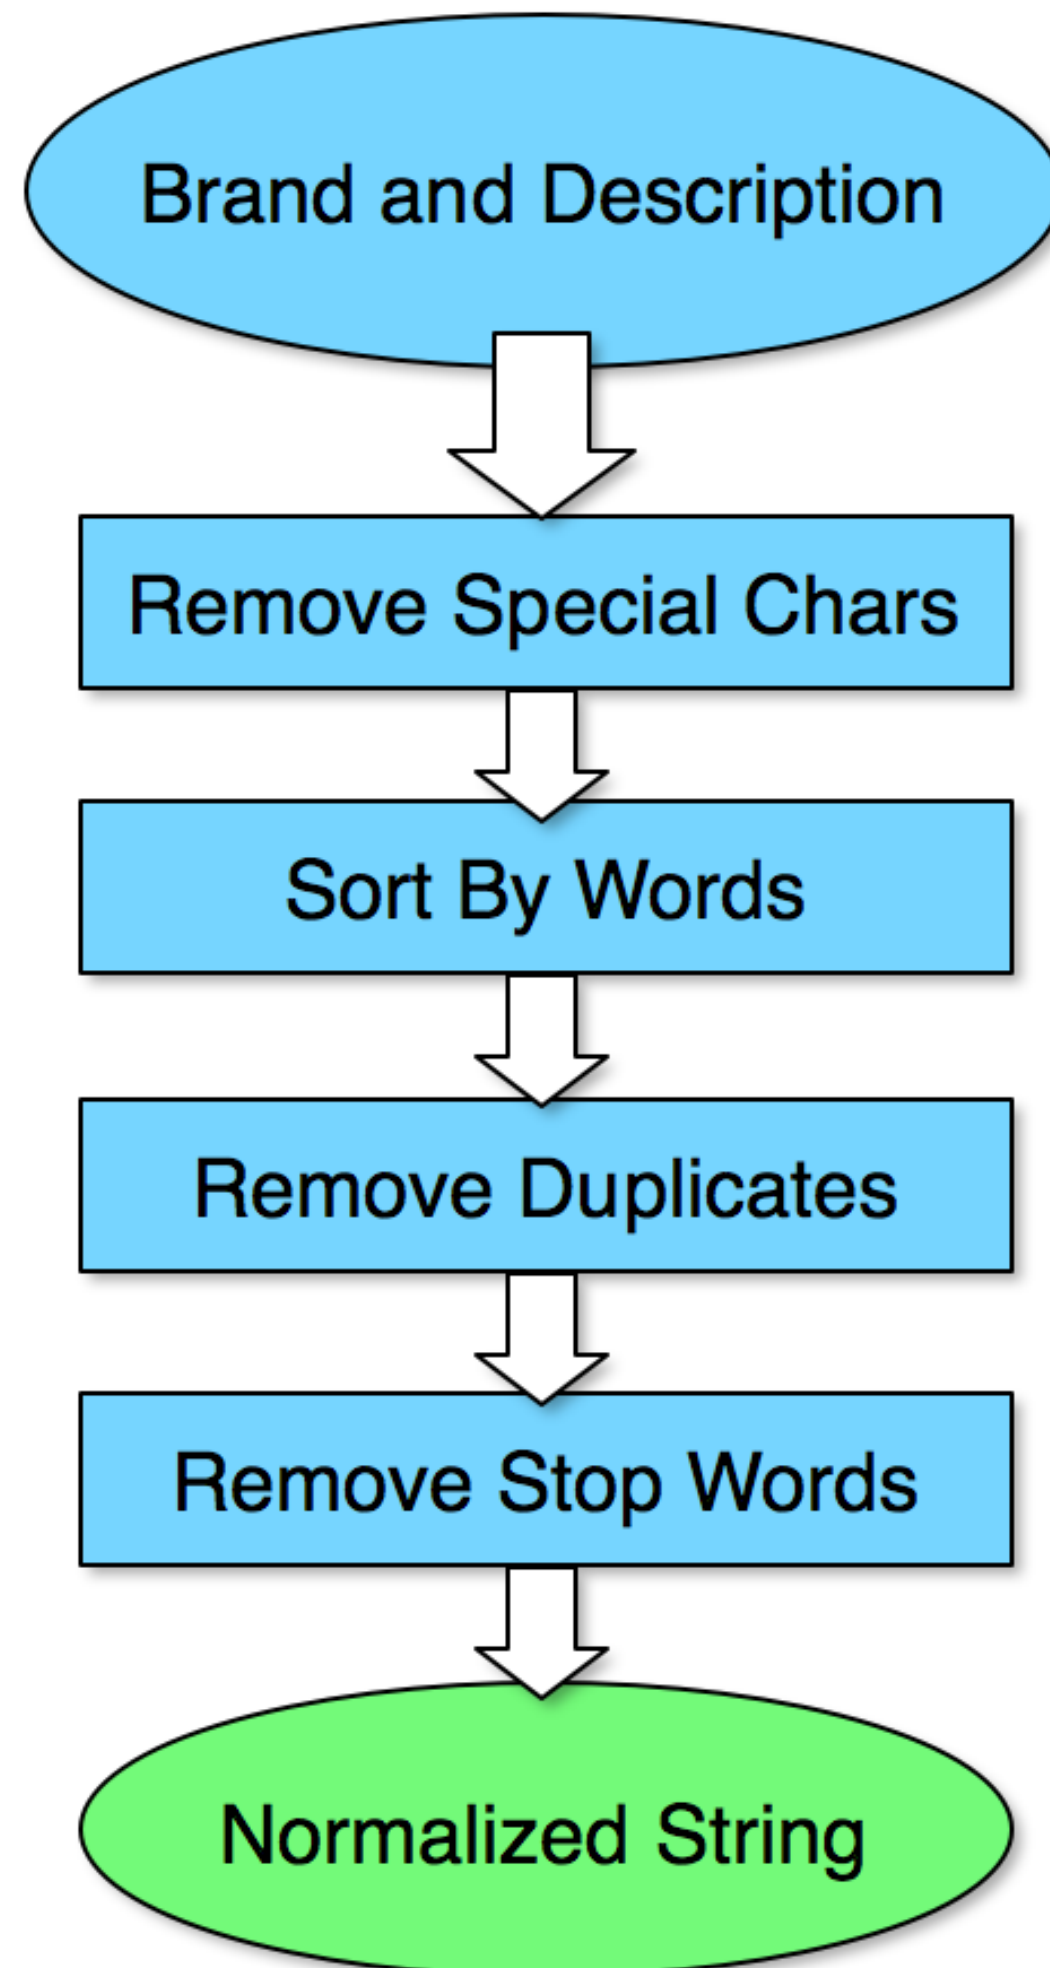 Brand and Description
Remove Special Chars
Sort By Words
Remove Duplicates
Remove Stop Words
Normalized String